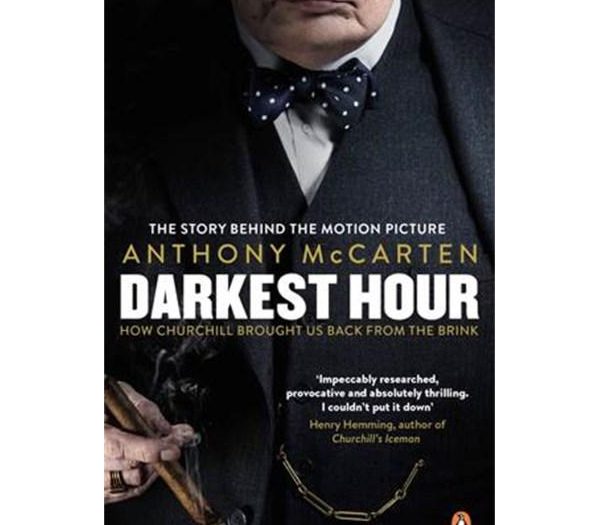 THE STORY BEHIND THE MOTION PICTURE
ANTHONY McCARTEN
DARKEST HOUR
HOW CHURCHILL BROUGHT US BACK FROM THE BRINK
‘Impeccably researched,
provocative and absolutely thrilling.
I couldn’t put it down’
Henry Hemming, author of
Churchill’s Iceman